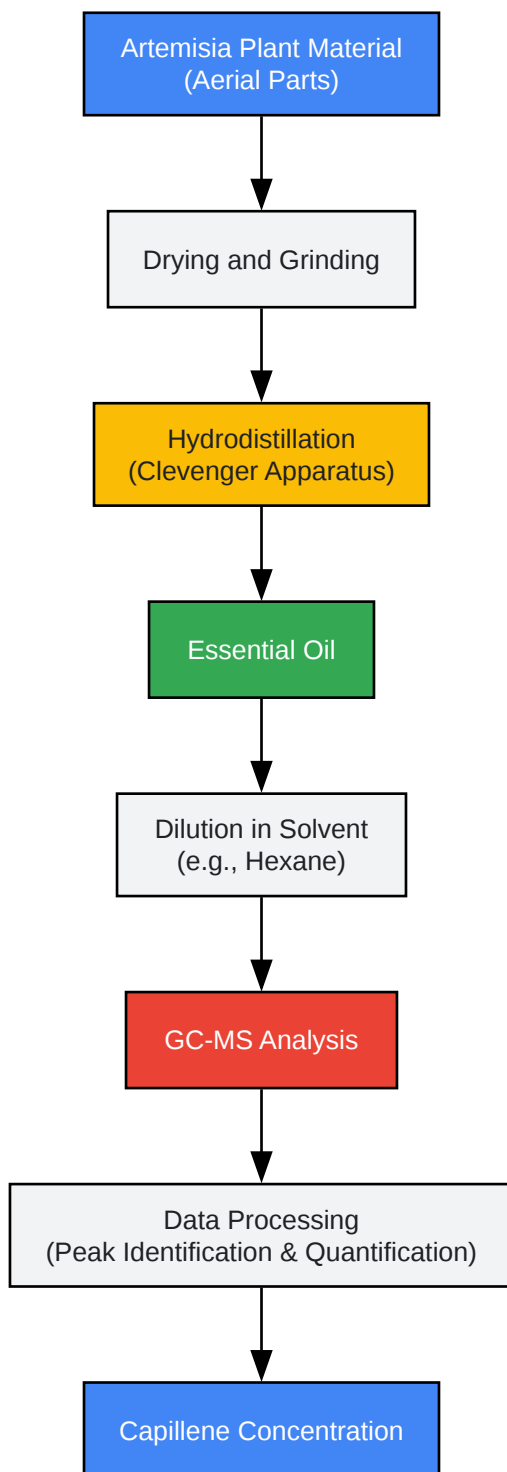 Artemisia Plant Material
(Aerial Parts)
Drying and Grinding
Hydrodistillation
(Clevenger Apparatus)
Essential Oil
Dilution in Solvent
(e.g., Hexane)
GC-MS Analysis
Data Processing
(Peak Identification & Quantification)
Capillene Concentration